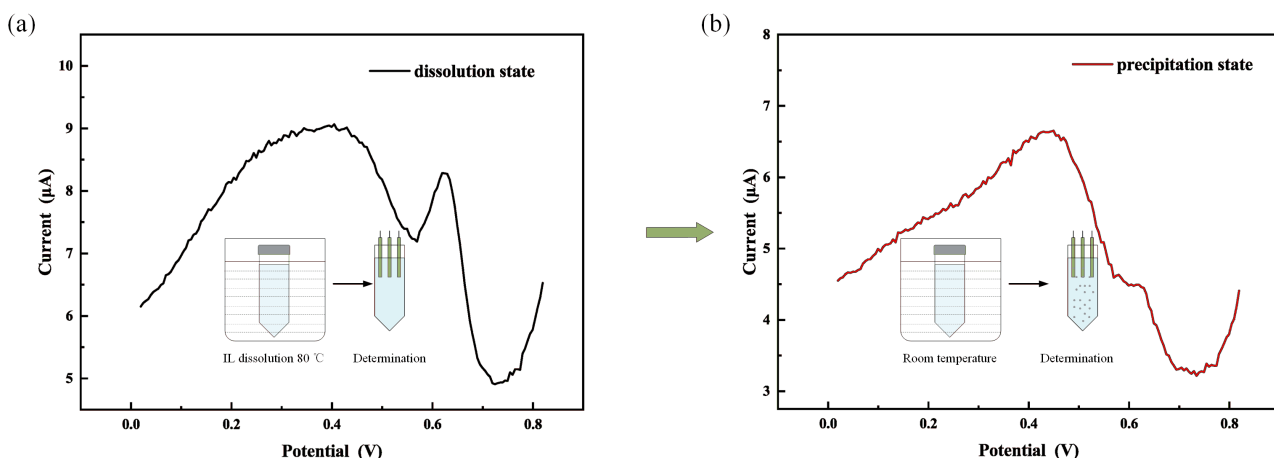 (a)
dissolution state
10
9
8
7
6
5
Current (μA)
0.0 0.2 0.4 0.6 0.8
Potential (V)
IL dissolution 80 ℃
Determination
(b)
precipitation state
8
7
6
5
4
3
Current (μA)
0.0 0.2 0.4 0.6 0.8
Potential (V)
Room temperature
Determination